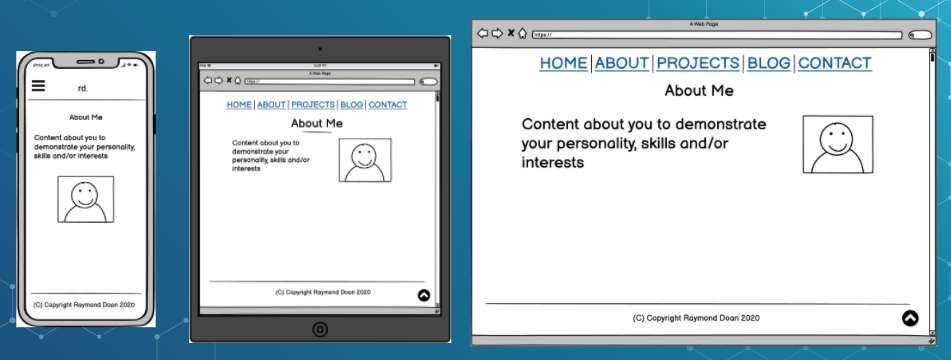 rd.
About Me
Content about you to
demonstrate your personality,
skills and/or interests
(C) Copyright Raymond Doan 2020
A Web Page
https://
HOME | ABOUT | PROJECTS | BLOG | CONTACT
About Me
Content about you to
demonstrate your
personality, skills and/or
interests
(C) Copyright Raymond Doan 2020
A Web Page
https://
HOME | ABOUT | PROJECTS | BLOG | CONTACT
About Me
Content about you to demonstrate
your personality, skills and/or
interests
(C) Copyright Raymond Doan 2020